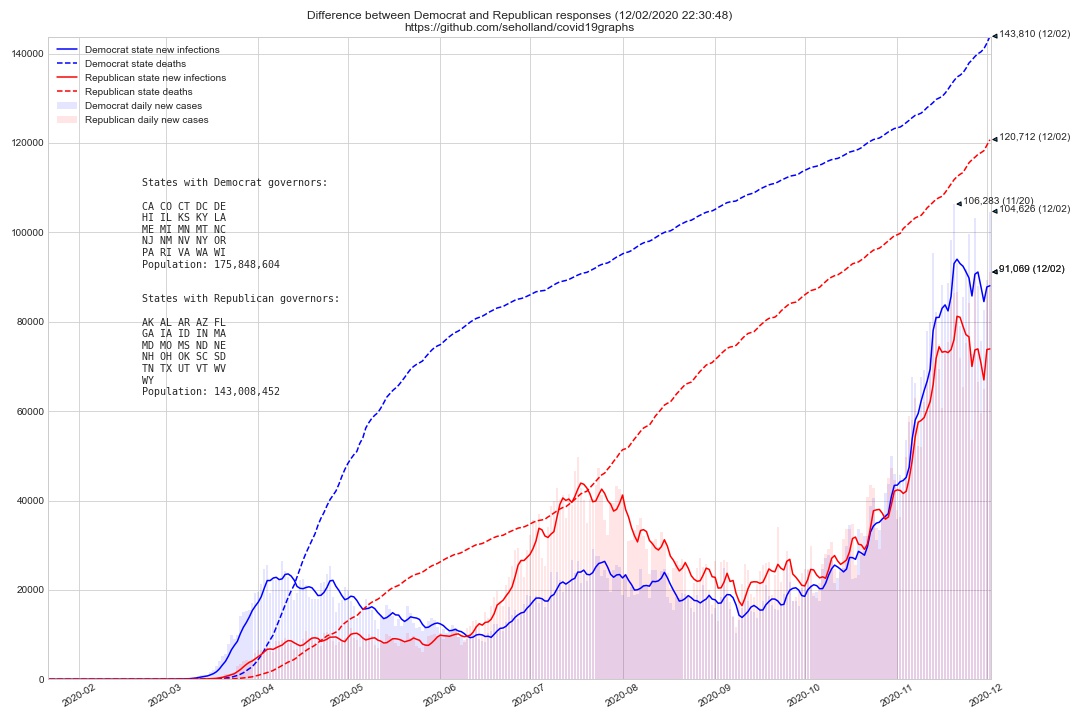 Difference between Democrat and Republican responses (12/02/2020 22:30:48)
https://github.com/seholland/covid19graphs
Democrat state new infections
Democrat state deaths
Republican state new infections
Republican state deaths
Democrat daily new cases
Republican daily new cases
States with Democrat governors:
CA CO CT DC DE
HI IL KS KY LA
ME MI MN MT NC
NJ NM NV NY OR
PA RI VA WA WI
Population: 175,848,604
States with Republican governors:
AK AL AR AZ FL
GA IA ID IN MA
MD MO MS ND NE
NH OH OK SC SD
TN TX UT VT WV
WY
Population: 143,008,452
143,810 (12/02)
120,712 (12/02)
106,283 (11/20)
104,626 (12/02)
91,069 (12/02)
140000
120000
100000
80000
60000
40000
20000
0
2020-02
2020-03
2020-04
2020-05
2020-06
2020-07
2020-08
2020-09
2020-10
2020-11
2020-12